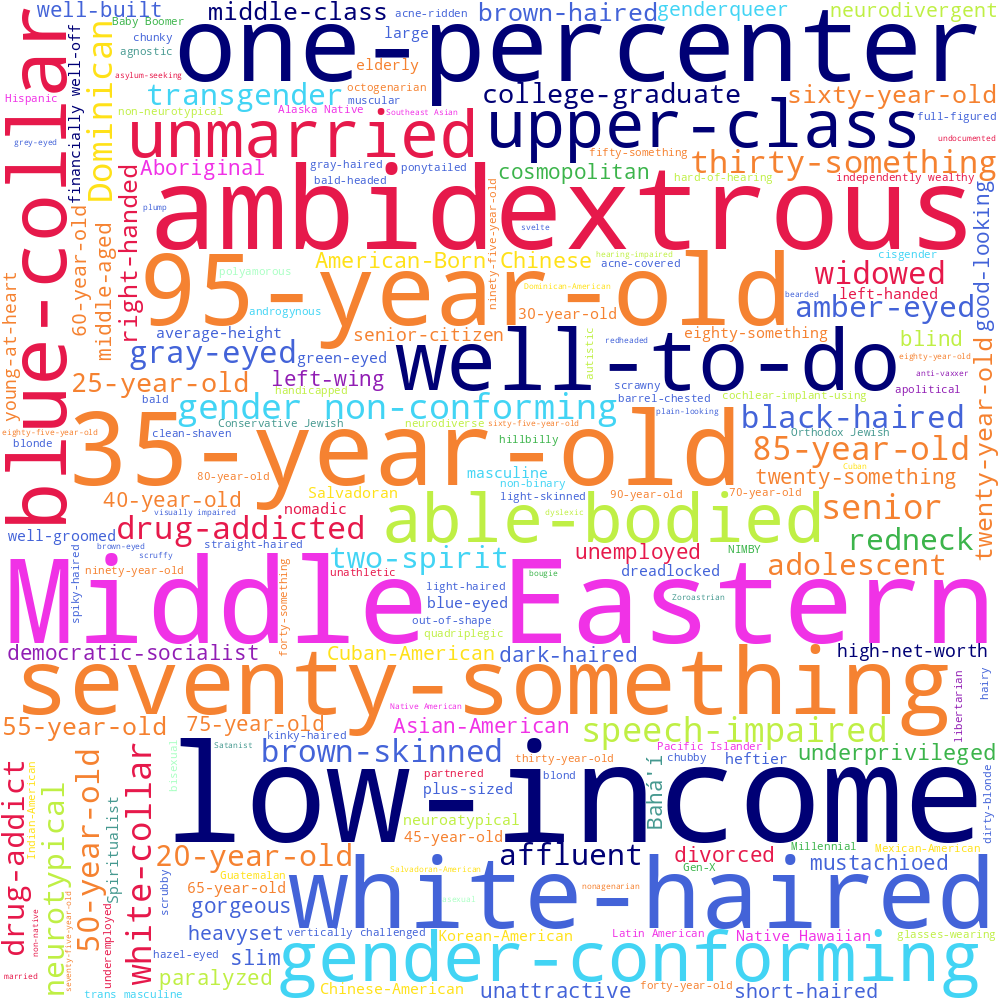 well-built
Baby Boomer
middle-class
acne-ridden
brown-haired
genderqueer
neurodivergent
chunky
agnostic
large
elderly
one-percenter
blue-collar
financially well-off
Dominican
asylum-seeking
octogenarian
muscular
transgender
college-graduate
sixty-year-old
Hispanic
non-neurotypical
Alaska Native
Southeast Asian
full-figured
unmarried
upper-class
undocumented
grey-eyed
fifty-something
thirty-something
Aboriginal
gray-haired
ponytailed
bald-headed
cosmopolitan
hard-of-hearing
independently wealthy
good-looking
right-handed
ambidextrous
plump
svelte
60-year-old
middle-aged
ninety-five-year-old
American-Born Chinese
hearing-impaired
acne-covered
cisgender
widowed
95-year-old
polyamorous
Dominican-American
left-handed
bearded
young-at-heart
androgynous
30-year-old
amber-eyed
average-height
senior-citizen
eighty-something
gray-eyed
green-eyed
well-to-do
autistic
redheaded
blind
eighty-year-old
twenty-year-old
25-year-old
left-wing
handicapped
scrawny
anti-vaxxer
apolitical
bald
gender non-conforming
barrel-chested
cochlear-implant-using
plain-looking
black-haired
eighty-five-year-old
clean-shaven
Conservative Jewish
neurodiverse
sixty-five-year-old
Orthodox Jewish
blonde
35-year-old
hillbilly
85-year-old
80-year-old
masculine
non-binary
Cuban
twenty-something
40-year-old
Salvadoran
light-skinned
90-year-old
70-year-old
nomadic
visually impaired
able-bodied
dyslexic
senior
well-groomed
drug-addicted
redneck
brown-eyed
straight-haired
scruffy
two-spirit
unemployed
NIMBY
adolescent
spiky-haired
ninety-year-old
unathletic
bougie
dreadlocked
Middle Eastern
forty-something
light-haired
blue-eyed
Zoroastrian
out-of-shape
quadriplegic
democratic-socialist
Cuban-American
dark-haired
high-net-worth
seventy-something
hairy
libertarian
Native American
55-year-old
75-year-old
Asian-American
speech-impaired
kinky-haired
Satanist
bisexual
brown-skinned
Pacific Islander
underprivileged
thirty-year-old
chubby
heftier
drug-addict
Indian-American
neurotypical
50-year-old
Spiritualist
white-collar
low-income
partnered
blond
plus-sized
Bahá'í
dirty-blonde
neuroatypical
45-year-old
20-year-old
affluent
divorced
Millennial
Mexican-American
Gen-X
mustachioed
Guatemalan
Salvadoran-American
scrubby
65-year-old
white-haired
nonagenarian
asexual
gorgeous
non-native
seventy-five-year-old
underemployed
heavyset
vertically challenged
Korean-American
Latin American
Native Hawaiian
glasses-wearing
hazel-eyed
slim
gender-conforming
married
paralyzed
trans masculine
Chinese-American
unattractive
forty-year-old
short-haired